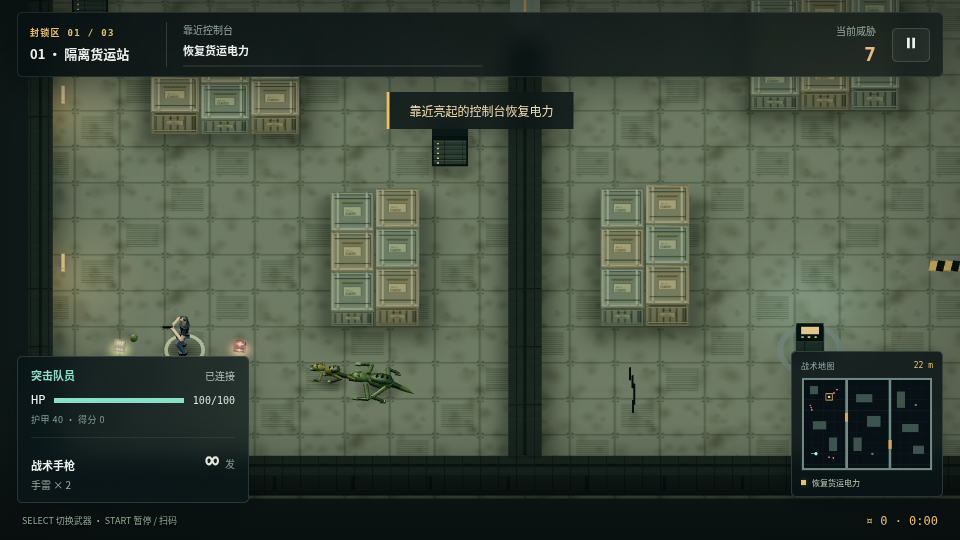 封锁区 01 / 03
01 · 隔离货运站
靠近控制台
恢复货运电力
当前威胁
7
靠近亮起的控制台恢复电力
突击队员
已连接
HP 100/100
护甲 40 · 得分 0
战术手枪
∞ 发
手雷 × 2
战术地图
22 m
恢复货运电力
SELECT 切换武器 · START 暂停 / 扫码
¤ 0 · 0:00